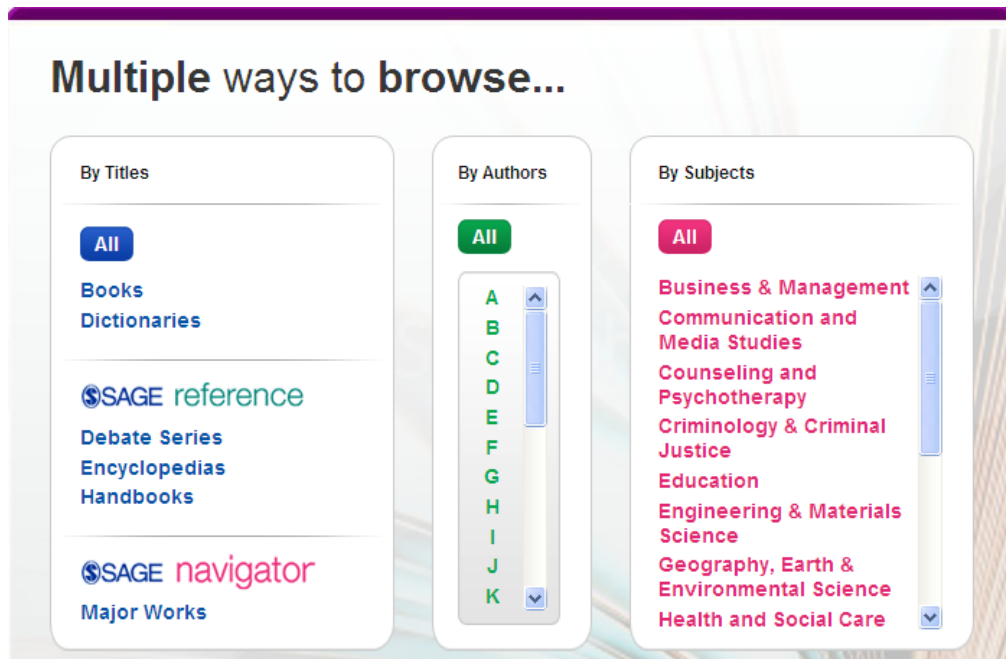 Multiple ways to browse...
By Titles
All
Books
Dictionaries
SAGE reference
Debate Series
Encyclopedias
Handbooks
SAGE navigator
Major Works
By Authors
All
A
B
C
D
E
F
G
H
I
J
K
By Subjects
All
Business & Management
Communication and
Media Studies
Counseling and
Psychotherapy
Criminology & Criminal
Justice
Education
Engineering & Materials
Science
Geography, Earth &
Environmental Science
Health and Social Care